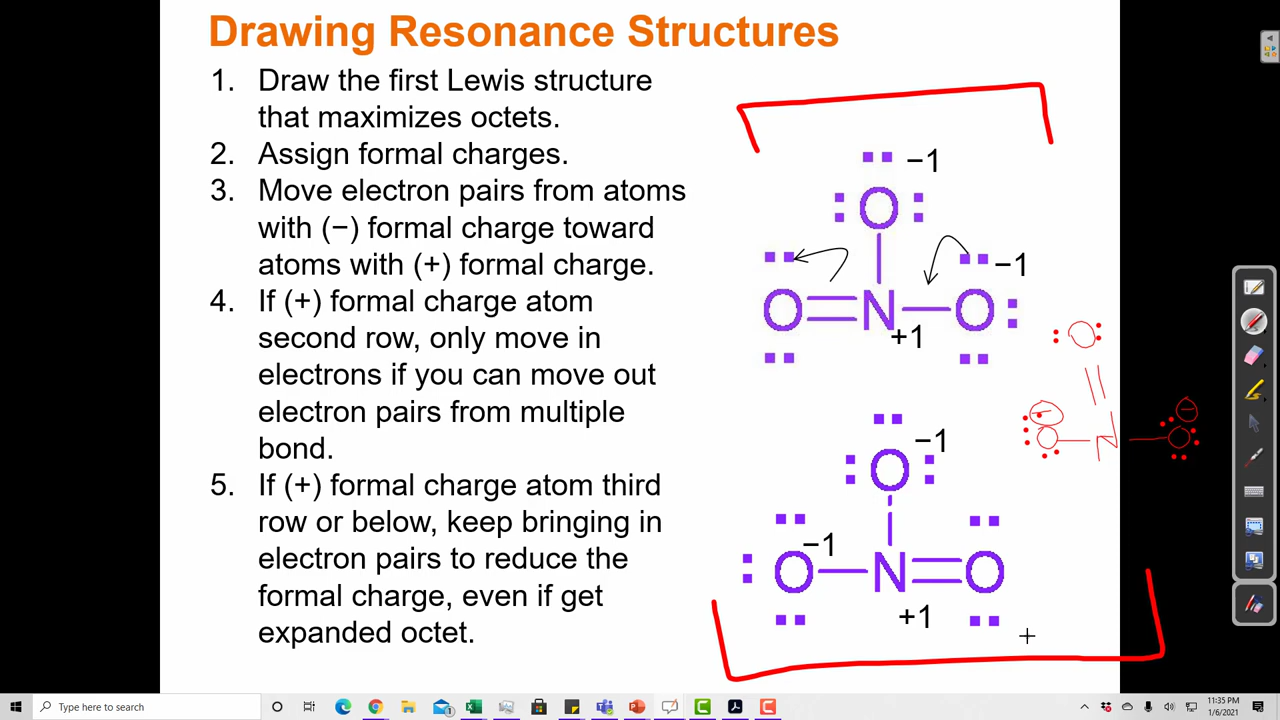 Drawing Resonance Structures
1. Draw the first Lewis structure
that maximizes octets.
2. Assign formal charges.
3. Move electron pairs from atoms
with (−) formal charge toward
atoms with (+) formal charge.
4. If (+) formal charge atom
second row, only move in
electrons if you can move out
electron pairs from multiple
bond.
5. If (+) formal charge atom third
row or below, keep bringing in
electron pairs to reduce the
formal charge, even if get
expanded octet.
−1
O
−1
O N O
+1
O
O N O
−1
O
−1
O N O
+1
Type here to search
11:35 PM
1/6/2021